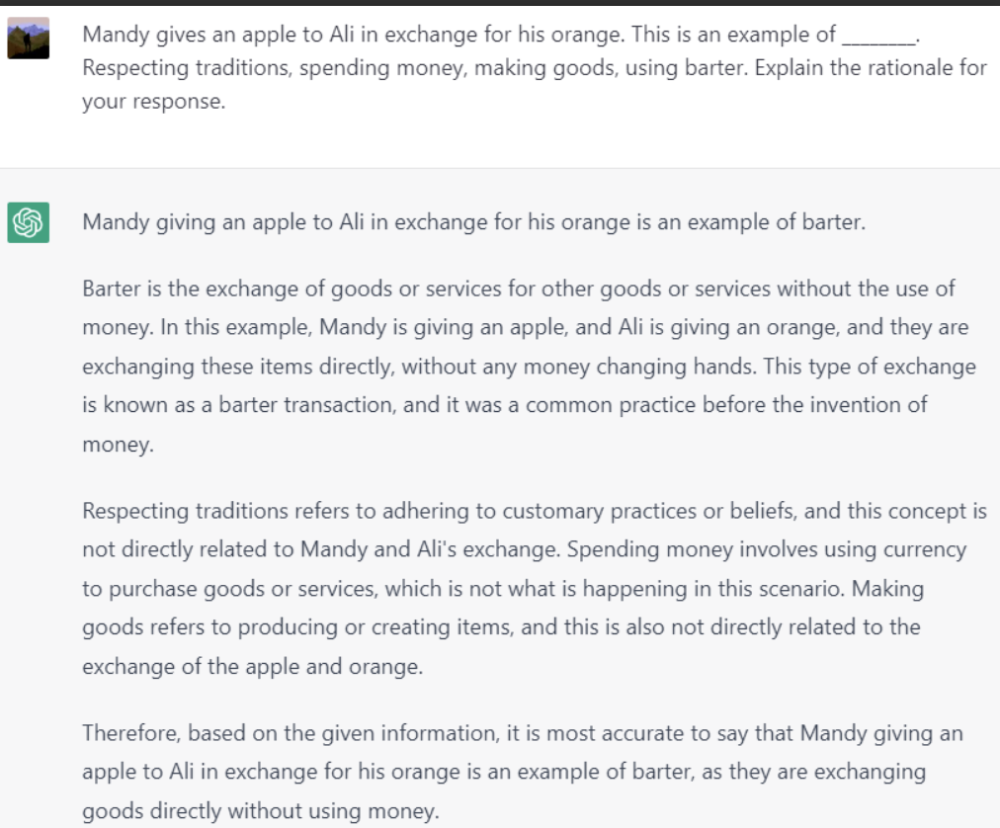 Mandy gives an apple to Ali in exchange for his orange. This is an example of ________.
Respecting traditions, spending money, making goods, using barter. Explain the rationale for
your response.
Mandy giving an apple to Ali in exchange for his orange is an example of barter.
Barter is the exchange of goods or services for other goods or services without the use of
money. In this example, Mandy is giving an apple, and Ali is giving an orange, and they are
exchanging these items directly, without any money changing hands. This type of exchange
is known as a barter transaction, and it was a common practice before the invention of
money.
Respecting traditions refers to adhering to customary practices or beliefs, and this concept is
not directly related to Mandy and Ali's exchange. Spending money involves using currency
to purchase goods or services, which is not what is happening in this scenario. Making
goods refers to producing or creating items, and this is also not directly related to the
exchange of the apple and orange.
Therefore, based on the given information, it is most accurate to say that Mandy giving an
apple to Ali in exchange for his orange is an example of barter, as they are exchanging
goods directly without using money.